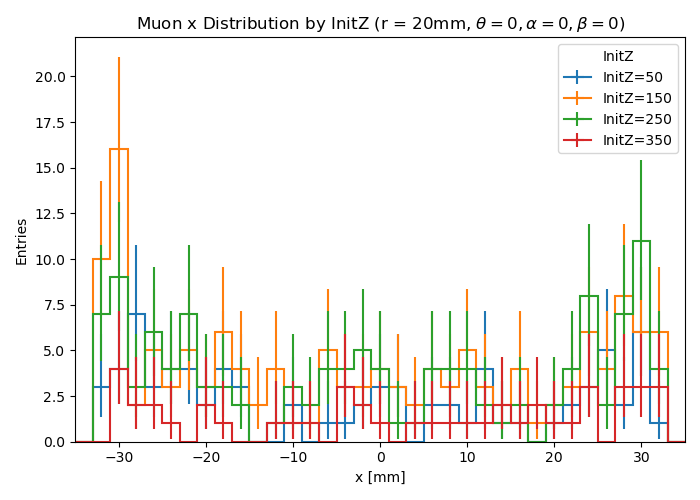 Muon x Distribution by InitZ (r = 20mm, θ = 0, α = 0, β = 0)
InitZ
InitZ=50
InitZ=150
InitZ=250
InitZ=350
Entries
20.0
17.5
15.0
12.5
10.0
7.5
5.0
2.5
0.0
−30 −20 −10 0 10 20 30
x [mm]